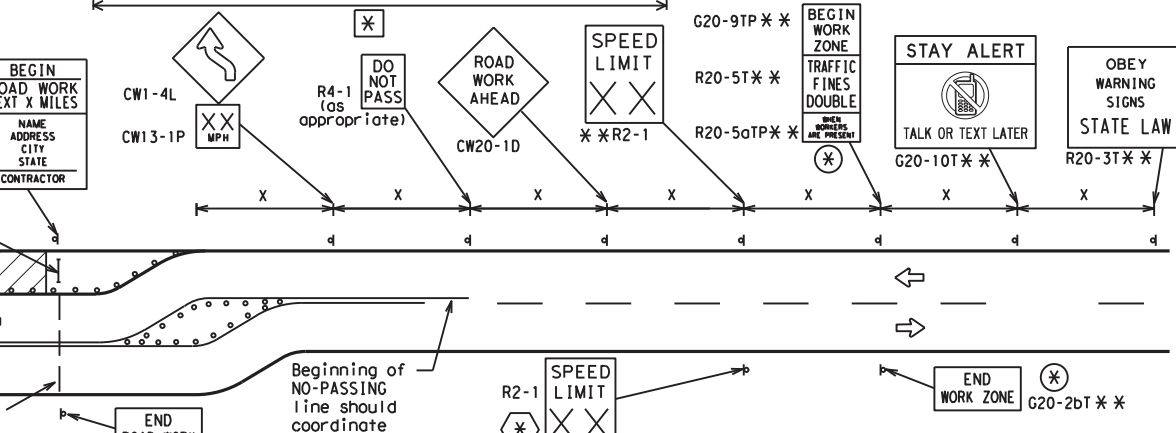 BEGIN
ROAD WORK
NEXT X MILES
NAME
ADDRESS
CITY
STATE
CONTRACTOR
CW1-4L
CW13-1P
X X
MPH
*
R4-1
(as
appropriate)
DO
NOT
PASS
ROAD
WORK
AHEAD
CW20-1D
SPEED
LIMIT
X X
* * R2-1
G20-9TP * *
R20-5T * *
R20-5aTP * *
BEGIN
WORK
ZONE
TRAFFIC
FINES
DOUBLE
WHEN
WORKERS
ARE PRESENT
*
STAY ALERT
TALK OR TEXT LATER
G20-10T * *
OBEY
WARNING
SIGNS
STATE LAW
R20-3T * *
X X X X X X X
Beginning of
NO-PASSING
line should
coordinate
R2-1
*
SPEED
LIMIT
X X
END
WORK ZONE
*
G20-2bT * *
END
ROAD WORK